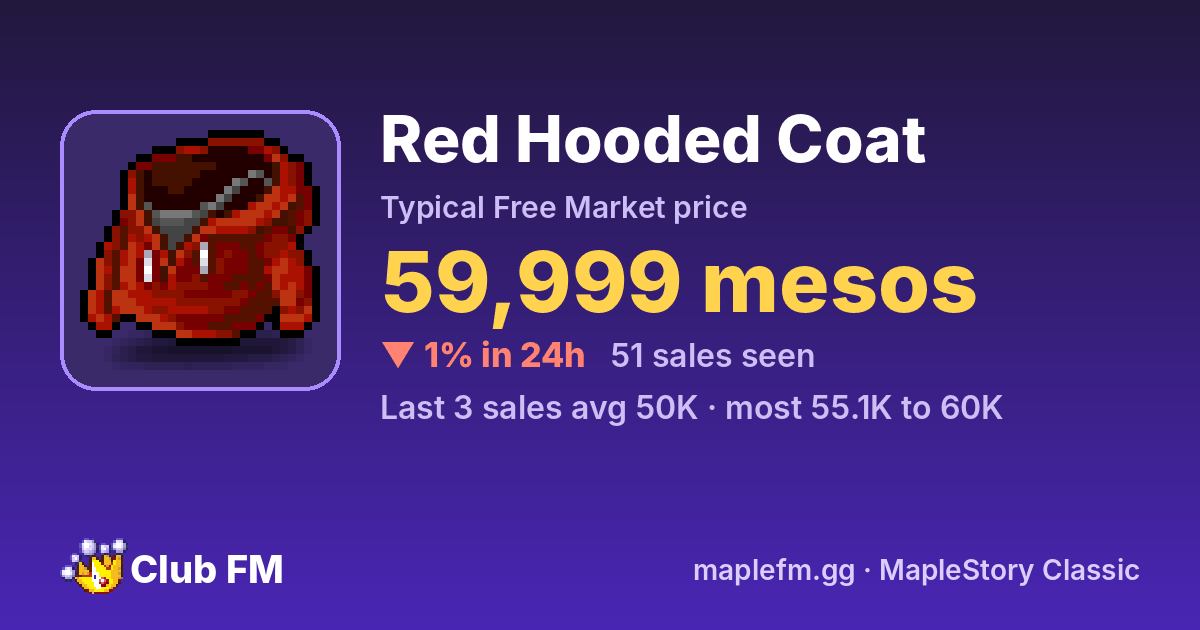 Red Hooded Coat
Typical Free Market price
59,999 mesos
▼ 1% in 24h 51 sales seen
Last 3 sales avg 50K · most 55.1K to 60K
Club FM
maplefm.gg · MapleStory Classic